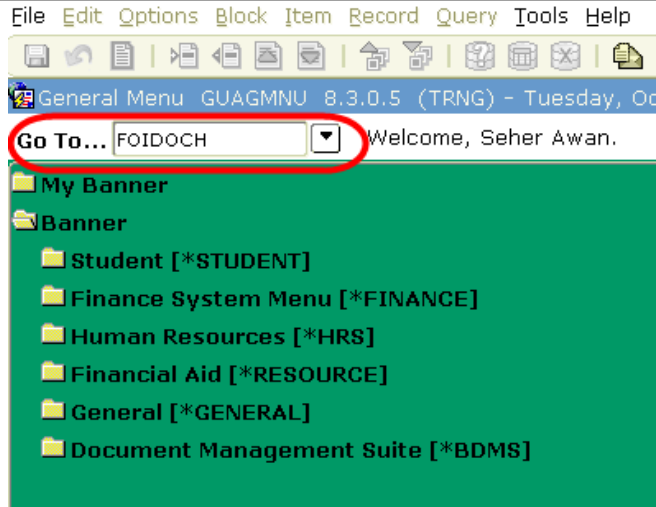 File Edit Options Block Item Record Query Tools Help
General Menu GUAGMNU 8.3.0.5 (TRNG) – Tuesday, Oc
Go To... FOIDOCH Welcome, Seher Awan.
My Banner
Banner
Student [*STUDENT]
Finance System Menu [*FINANCE]
Human Resources [*HRS]
Financial Aid [*RESOURCE]
General [*GENERAL]
Document Management Suite [*BDMS]